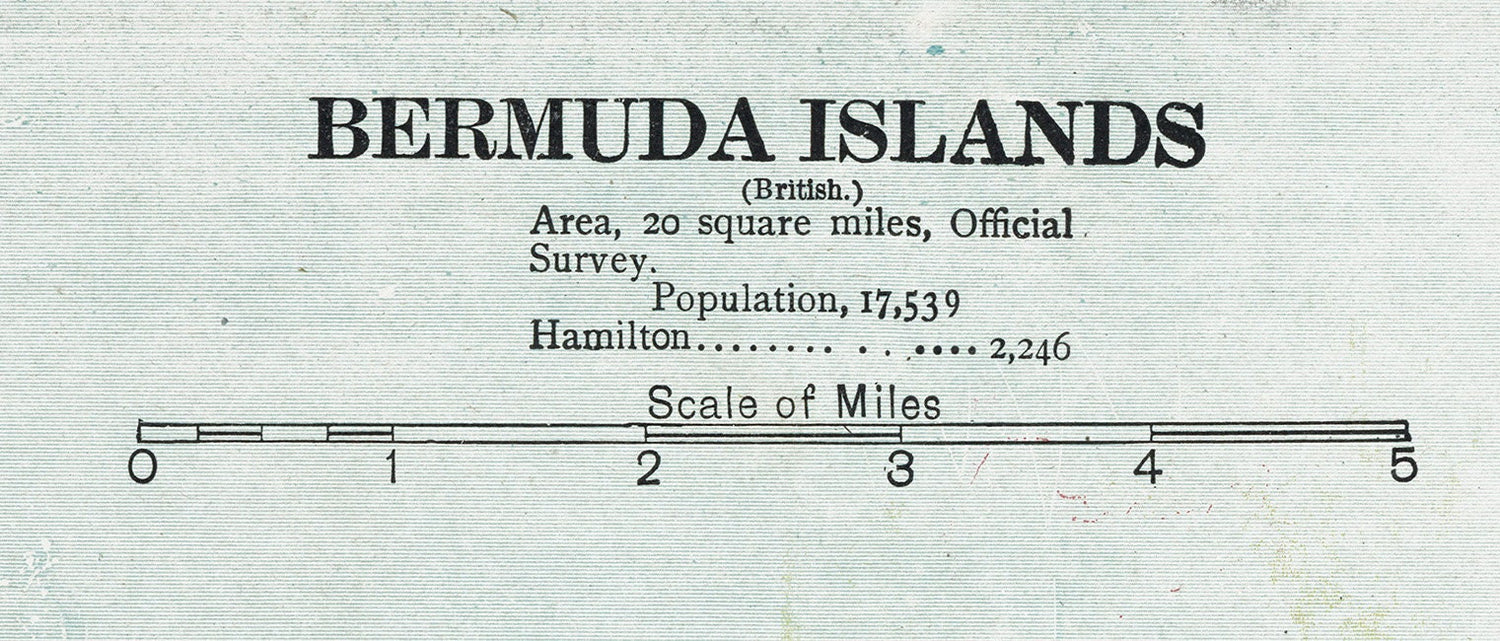 BERMUDA ISLANDS
(British.)
Area, 20 square miles, Official
Survey.
Population, 17,539
Hamilton........ . . .•••• 2,246
Scale of Miles
0 1 2 3 4 5